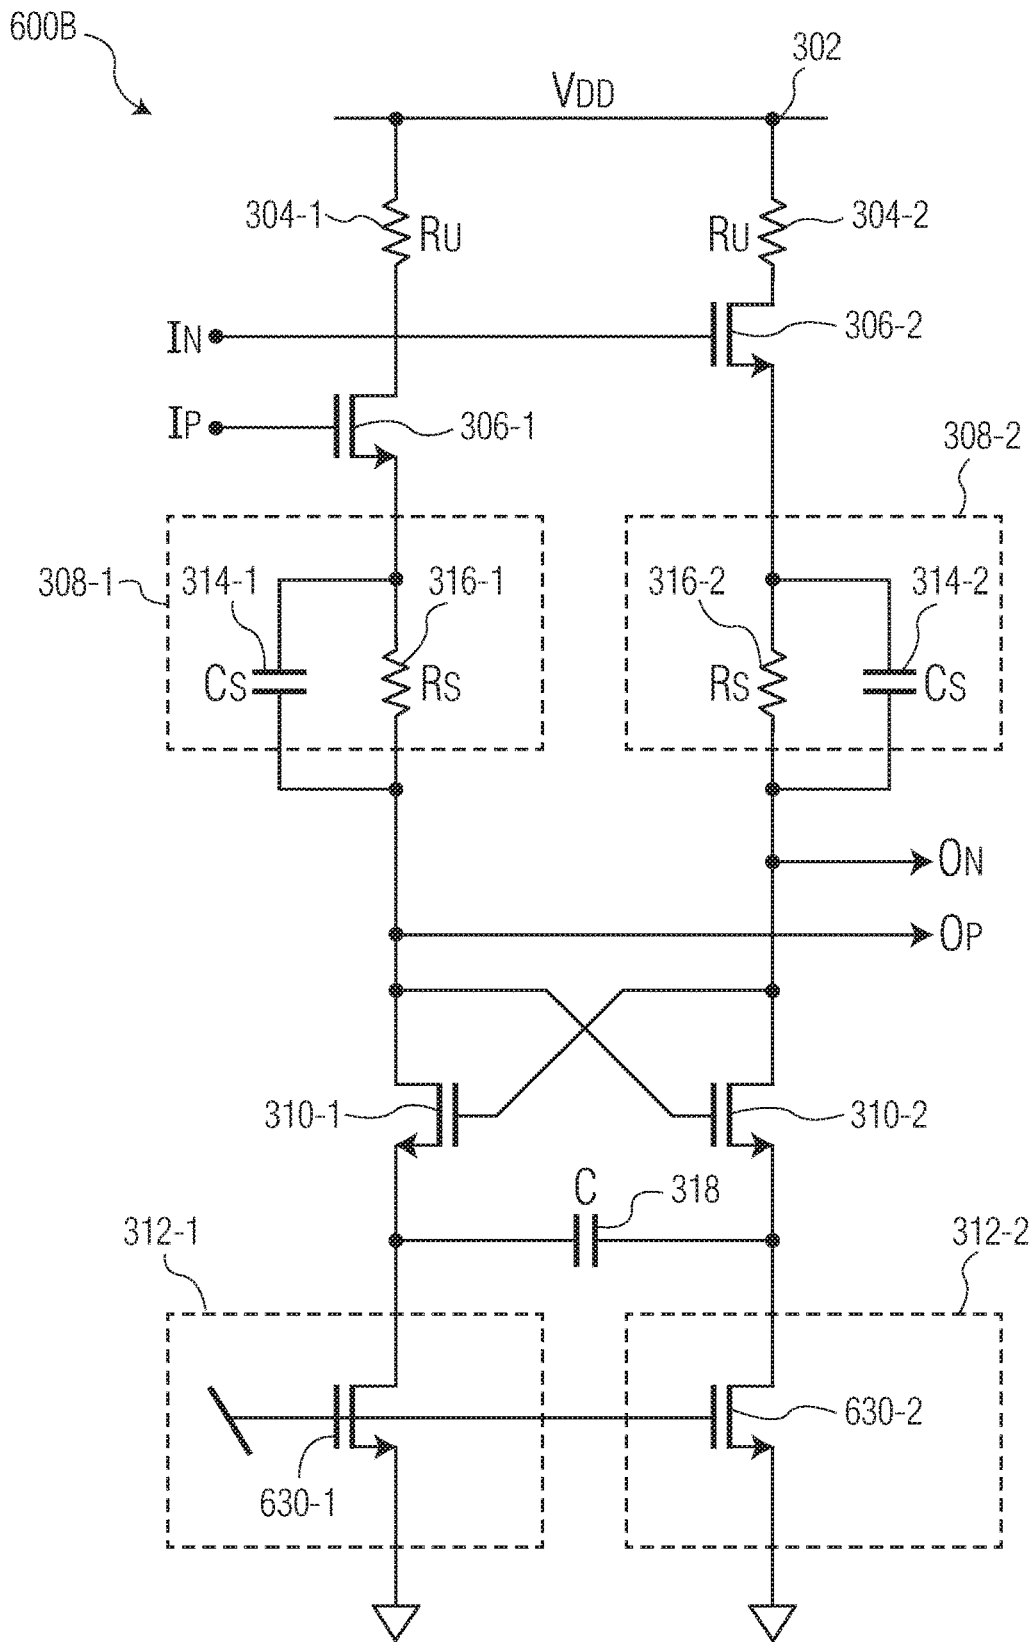 600B
302
VDD
304-1
RU
RU
304-2
IN
306-2
IP
306-1
308-2
308-1
314-1
316-1
316-2
314-2
CS
RS
RS
CS
ON
OP
310-1
310-2
C
318
312-1
312-2
630-2
630-1